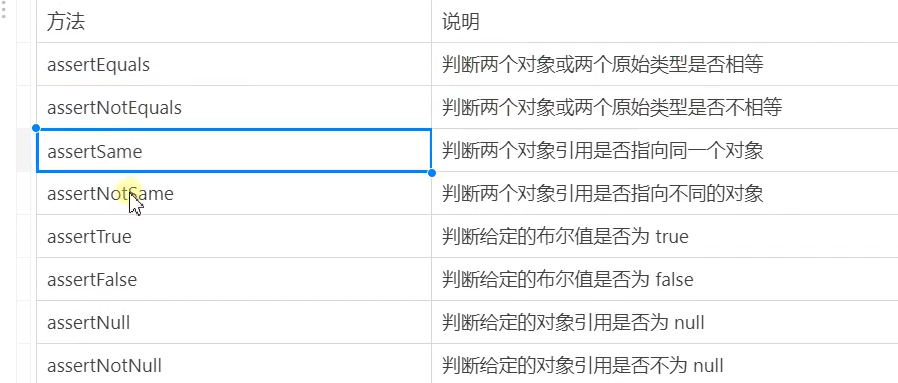 方法 说明
assertEquals 判断两个对象或两个原始类型是否相等
assertNotEquals 判断两个对象或两个原始类型是否不相等
assertSame 判断两个对象引用是否指向同一个对象
assertNotSame 判断两个对象引用是否指向不同的对象
assertTrue 判断给定的布尔值是否为 true
assertFalse 判断给定的布尔值是否为 false
assertNull 判断给定的对象引用是否为 null
assertNotNull 判断给定的对象引用是否不为 null